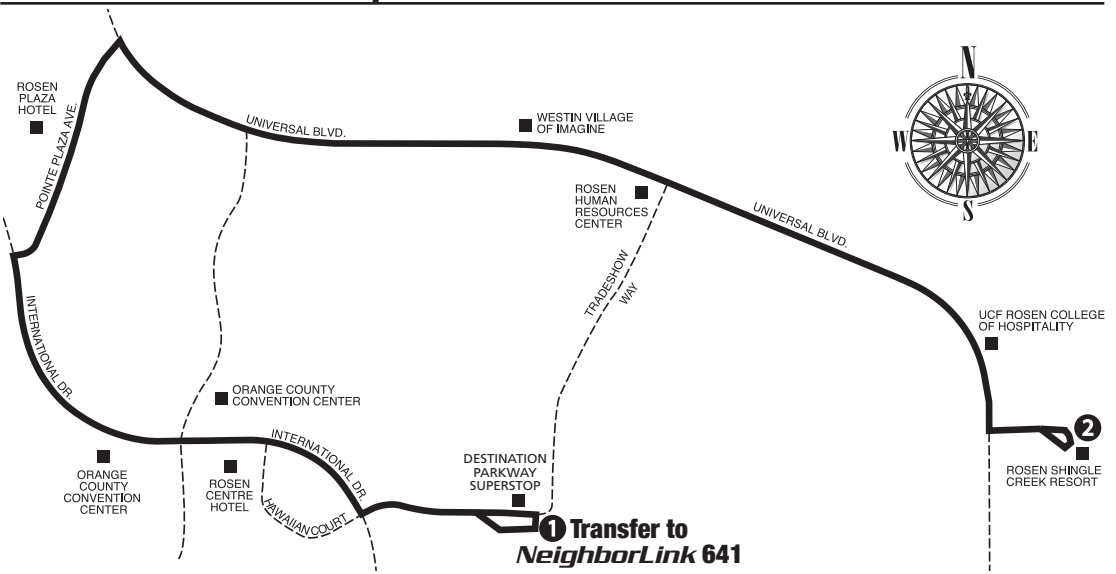 N
W
E
S
ROSEN
PLAZA
HOTEL
POINTE PLAZA AVE.
UNIVERSAL BLVD.
WESTIN VILLAGE
OF IMAGINE
ROSEN
HUMAN
RESOURCES
CENTER
UNIVERSAL BLVD.
TRADESHOW
WAY
INTERNATIONAL DR.
UCF ROSEN COLLEGE
OF HOSPITALITY
ORANGE COUNTY
CONVENTION CENTER
ORANGE
COUNTY
CONVENTION
CENTER
ROSEN
CENTRE
HOTEL
INTERNATIONAL DR.
HAWAIIAN COURT
DESTINATION
PARKWAY
SUPERSTOP
2
ROSEN SHINGLE
CREEK RESORT
1 Transfer to
NeighborLink 641